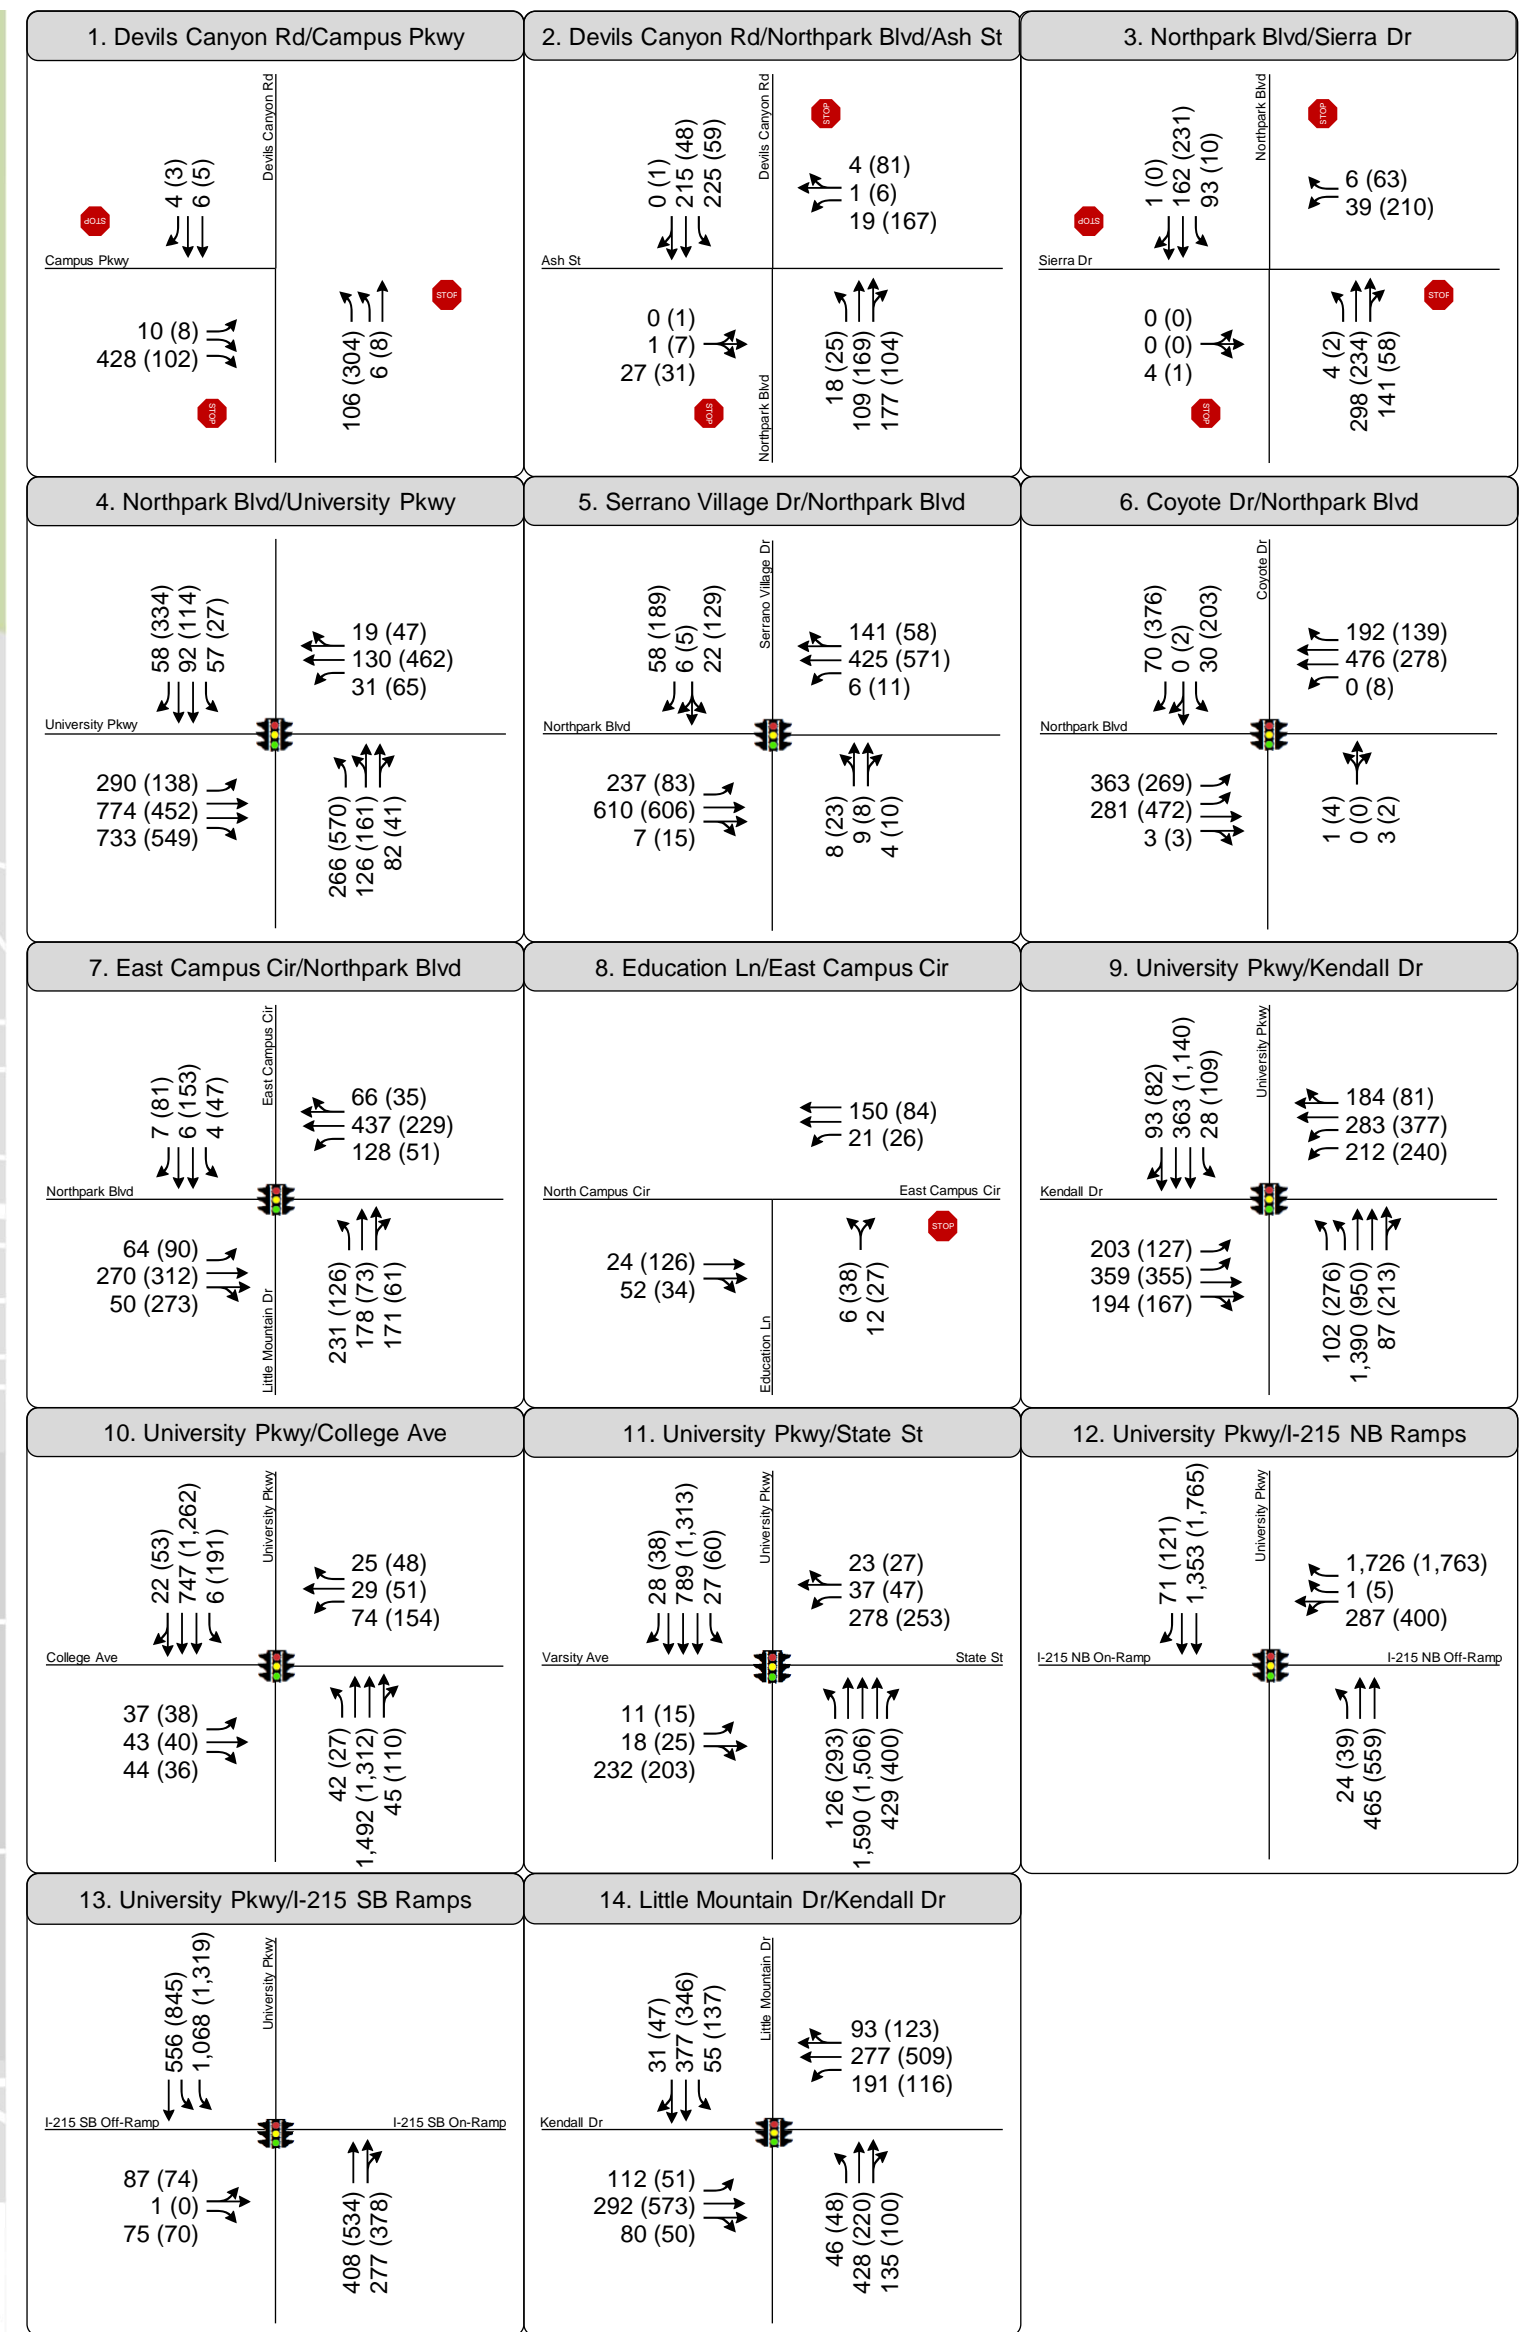 1. Devils Canyon Rd/Campus Pkwy
Devils Canyon Rd
4 (3)
6 (5)
STOP
Campus Pkwy
10 (8)
428 (102)
STOP
106 (304)
6 (8)
STOP
2. Devils Canyon Rd/Northpark Blvd/Ash St
Devils Canyon Rd
0 (1)
215 (48)
225 (59)
STOP
4 (81)
1 (6)
19 (167)
Ash St
0 (1)
1 (7)
27 (31)
STOP
Northpark Blvd
18 (25)
109 (169)
177 (104)
3. Northpark Blvd/Sierra Dr
Northpark Blvd
1 (0)
162 (231)
93 (10)
STOP
STOP
6 (63)
39 (210)
Sierra Dr
0 (0)
0 (0)
4 (1)
STOP
4 (2)
298 (234)
141 (58)
STOP
4. Northpark Blvd/University Pkwy
58 (334)
92 (114)
57 (27)
19 (47)
130 (462)
31 (65)
University Pkwy
290 (138)
774 (452)
733 (549)
266 (570)
126 (161)
82 (41)
5. Serrano Village Dr/Northpark Blvd
Serrano Village Dr
58 (189)
6 (5)
22 (129)
141 (58)
425 (571)
6 (11)
Northpark Blvd
237 (83)
610 (606)
7 (15)
8 (23)
9 (8)
4 (10)
6. Coyote Dr/Northpark Blvd
Coyote Dr
70 (376)
0 (2)
30 (203)
192 (139)
476 (278)
0 (8)
Northpark Blvd
363 (269)
281 (472)
3 (3)
1 (4)
0 (0)
3 (2)
7. East Campus Cir/Northpark Blvd
East Campus Cir
7 (81)
6 (153)
4 (47)
66 (35)
437 (229)
128 (51)
Northpark Blvd
64 (90)
270 (312)
50 (273)
Little Mountain Dr
231 (126)
178 (73)
171 (61)
8. Education Ln/East Campus Cir
150 (84)
21 (26)
North Campus Cir
East Campus Cir
24 (126)
52 (34)
Education Ln
6 (38)
12 (27)
STOP
9. University Pkwy/Kendall Dr
University Pkwy
93 (82)
363 (1,140)
28 (109)
184 (81)
283 (377)
212 (240)
Kendall Dr
203 (127)
359 (355)
194 (167)
102 (276)
1,390 (950)
87 (213)
10. University Pkwy/College Ave
University Pkwy
22 (53)
747 (1,262)
6 (191)
25 (48)
29 (51)
74 (154)
College Ave
37 (38)
43 (40)
44 (36)
42 (27)
1,492 (1,312)
45 (110)
11. University Pkwy/State St
University Pkwy
28 (38)
789 (1,313)
27 (60)
23 (27)
37 (47)
278 (253)
Varsity Ave
State St
11 (15)
18 (25)
232 (203)
126 (293)
1,590 (1,506)
429 (400)
12. University Pkwy/I-215 NB Ramps
University Pkwy
71 (121)
1,353 (1,765)
1,726 (1,763)
1 (5)
287 (400)
I-215 NB On-Ramp
I-215 NB Off-Ramp
24 (39)
465 (559)
13. University Pkwy/I-215 SB Ramps
University Pkwy
556 (845)
1,068 (1,319)
I-215 SB Off-Ramp
I-215 SB On-Ramp
87 (74)
1 (0)
75 (70)
408 (534)
277 (378)
14. Little Mountain Dr/Kendall Dr
Little Mountain Dr
31 (47)
377 (346)
55 (137)
93 (123)
277 (509)
191 (116)
Kendall Dr
112 (51)
292 (573)
80 (50)
46 (48)
428 (220)
135 (100)